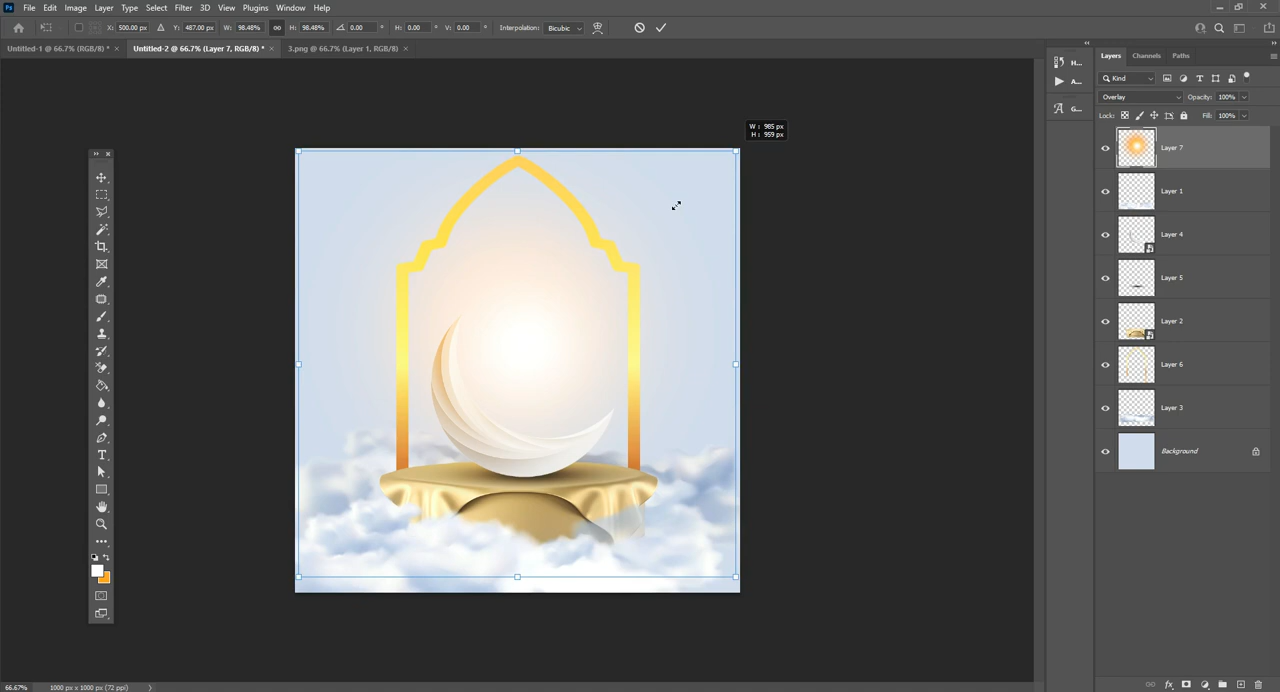 Ps File Edit Image Layer Type Select Filter 3D View Plugins Window Help
X: 500.00 px Y: 487.00 px W: 98.48% H: 98.48% 0.00 ° H: 0.00 ° V: 0.00 ° Interpolation: Bicubic
Untitled-1 @ 66.7% (RGB/8) * × Untitled-2 @ 66.7% (Layer 7, RGB/8) * × 3.png @ 66.7% (Layer 1, RGB/8) ×
H...
A...
G...
Layers Channels Paths
Kind
Overlay Opacity: 100%
Lock: Fill: 100%
W : 985 px
H : 959 px
Layer 7
Layer 1
Layer 4
Layer 5
Layer 2
Layer 6
Layer 3
Background
66.67% 1000 px x 1000 px (72 ppi)